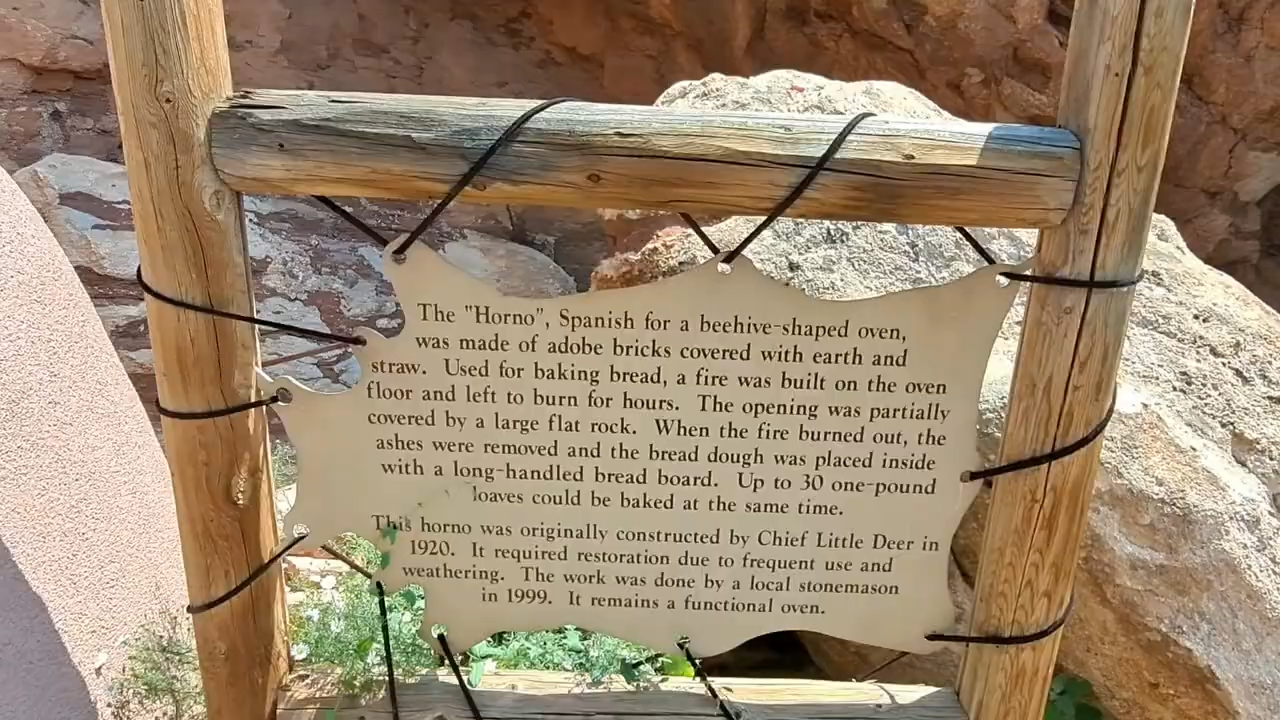 The "Horno", Spanish for a beehive-shaped oven,
was made of adobe bricks covered with earth and
straw. Used for baking bread, a fire was built on the oven
floor and left to burn for hours. The opening was partially
covered by a large flat rock. When the fire burned out, the
ashes were removed and the bread dough was placed inside
with a long-handled bread board. Up to 30 one-pound
loaves could be baked at the same time.
This horno was originally constructed by Chief Little Deer in
1920. It required restoration due to frequent use and
weathering. The work was done by a local stonemason
in 1999. It remains a functional oven.